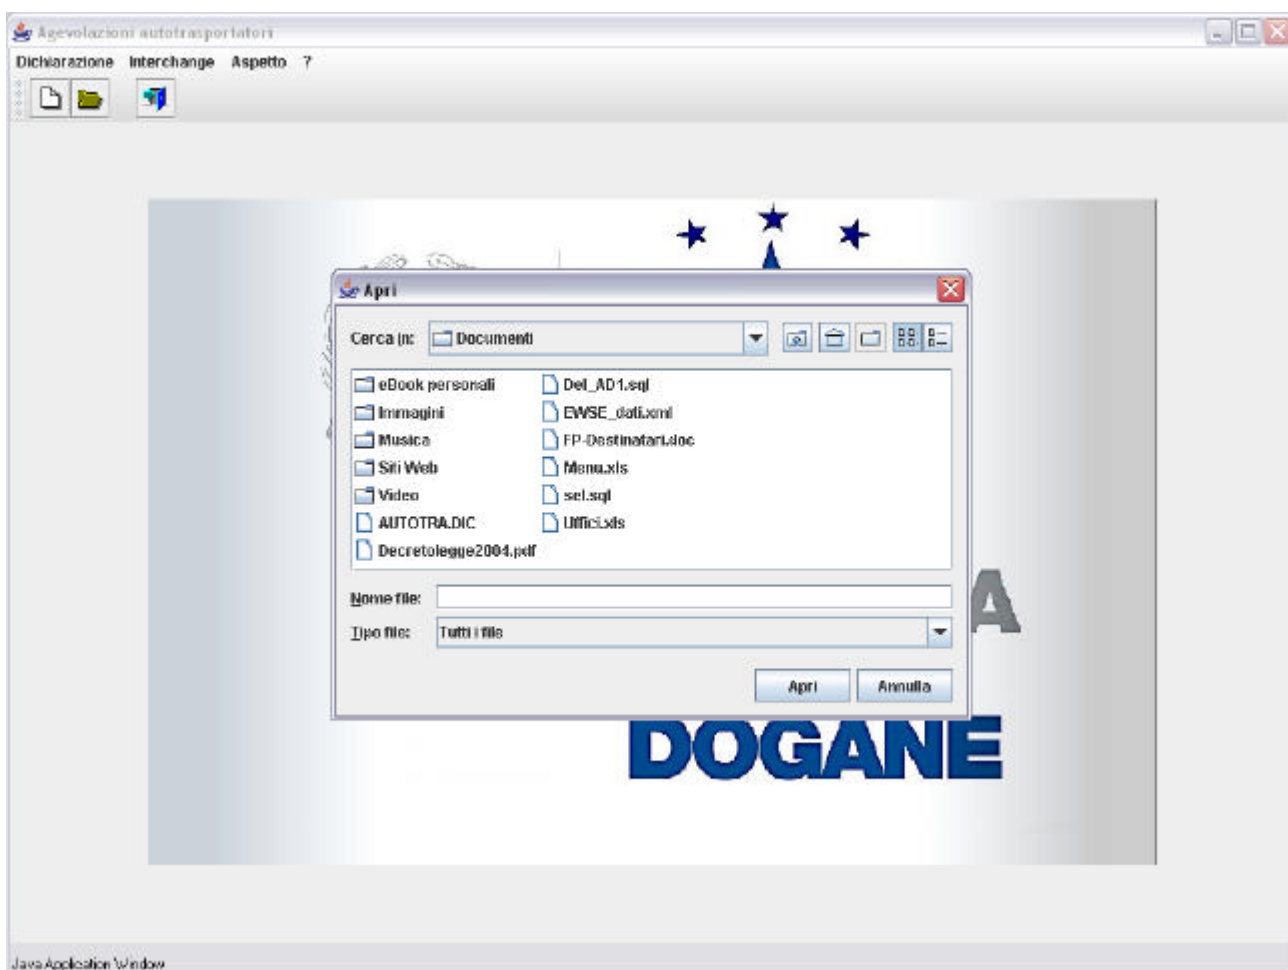 Agevolazioni autotrasportatori
Dichiarazione Interchange Aspetto ?
Apri
Cerca in: Documenti
eBook personali
Immagini
Musica
Siti Web
Video
AUTOTRA.DIC
Decretolegge2004.pdf
Del_AD1.sql
EWSE_dati.xml
FP-Destinatari.doc
Menu.xls
sel.sql
Uffici.xls
Nome file:
Tipo file: Tutti i file
Apri Annulla
A
DOGANE
Java Application Window